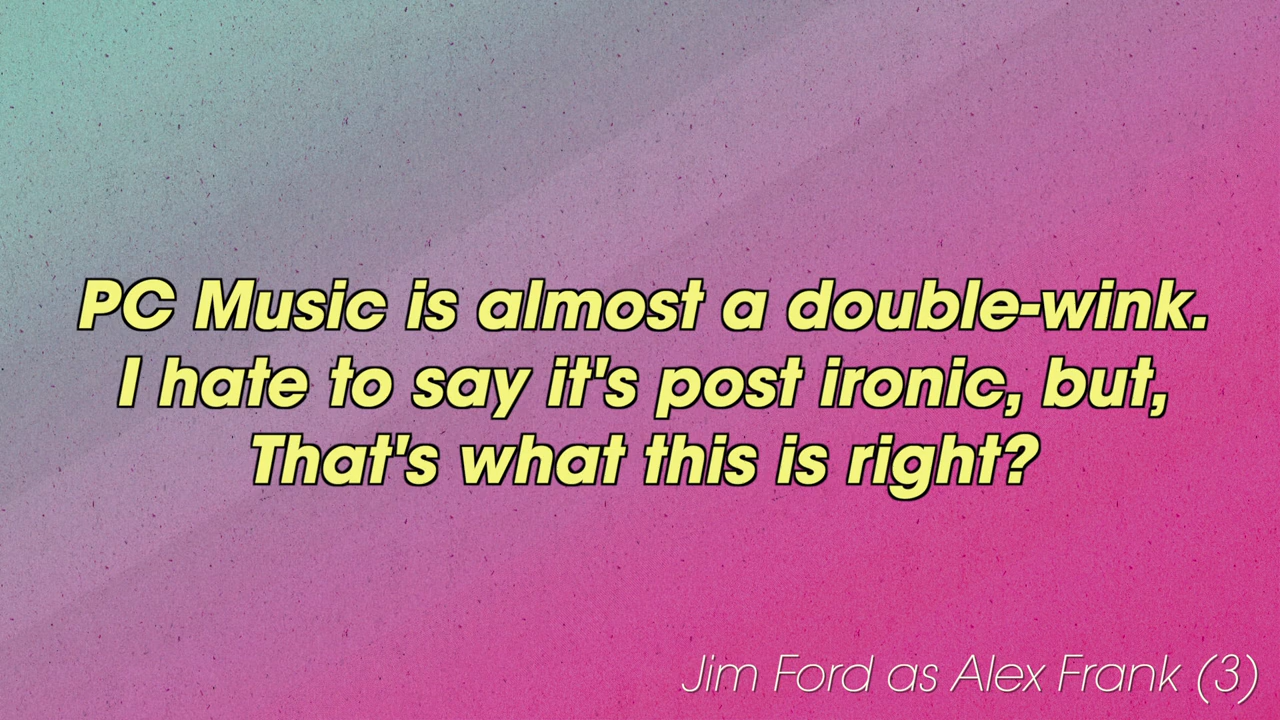 PC Music is almost a double-wink.
I hate to say it's post ironic, but,
That's what this is right?
Jim Ford as Alex Frank (3)